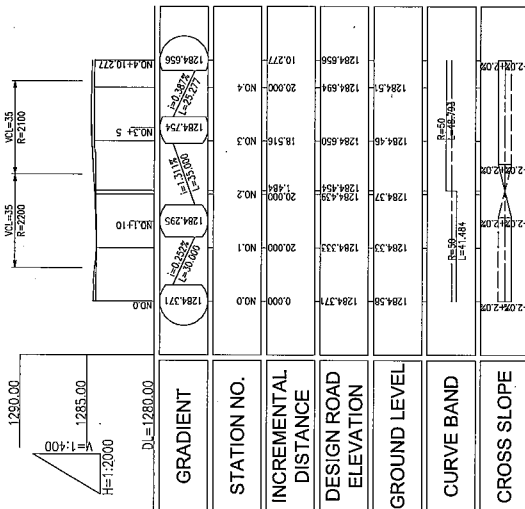 VCL=35
R=2200
VCL=35
R=2100
1290.00
1285.00
DL=1280.00
V=1:400
H=1:2000
NO.0
NO.1+10
NO.3+ 5
NO.4+10.277
GRADIENT
1284.371
i=0.252%
L=30.000
1284.295
i=1.311%
L=35.000
1284.754
i=0.387%
L=25.277
1284.656
STATION NO.
NO.0
NO.1
NO.2
NO.3
NO.4
INCREMENTAL
DISTANCE
0.000
20.000
20.000
1.484
18.516
20.000
10.277
DESIGN ROAD
ELEVATION
1284.371
1284.333
1284.439
1284.454
1284.650
1284.694
1284.656
GROUND LEVEL
1284.58
1284.33
1284.37
1284.46
1284.51
CURVE BAND
R=50
L=41.484
R=50
L=48.793
CROSS SLOPE